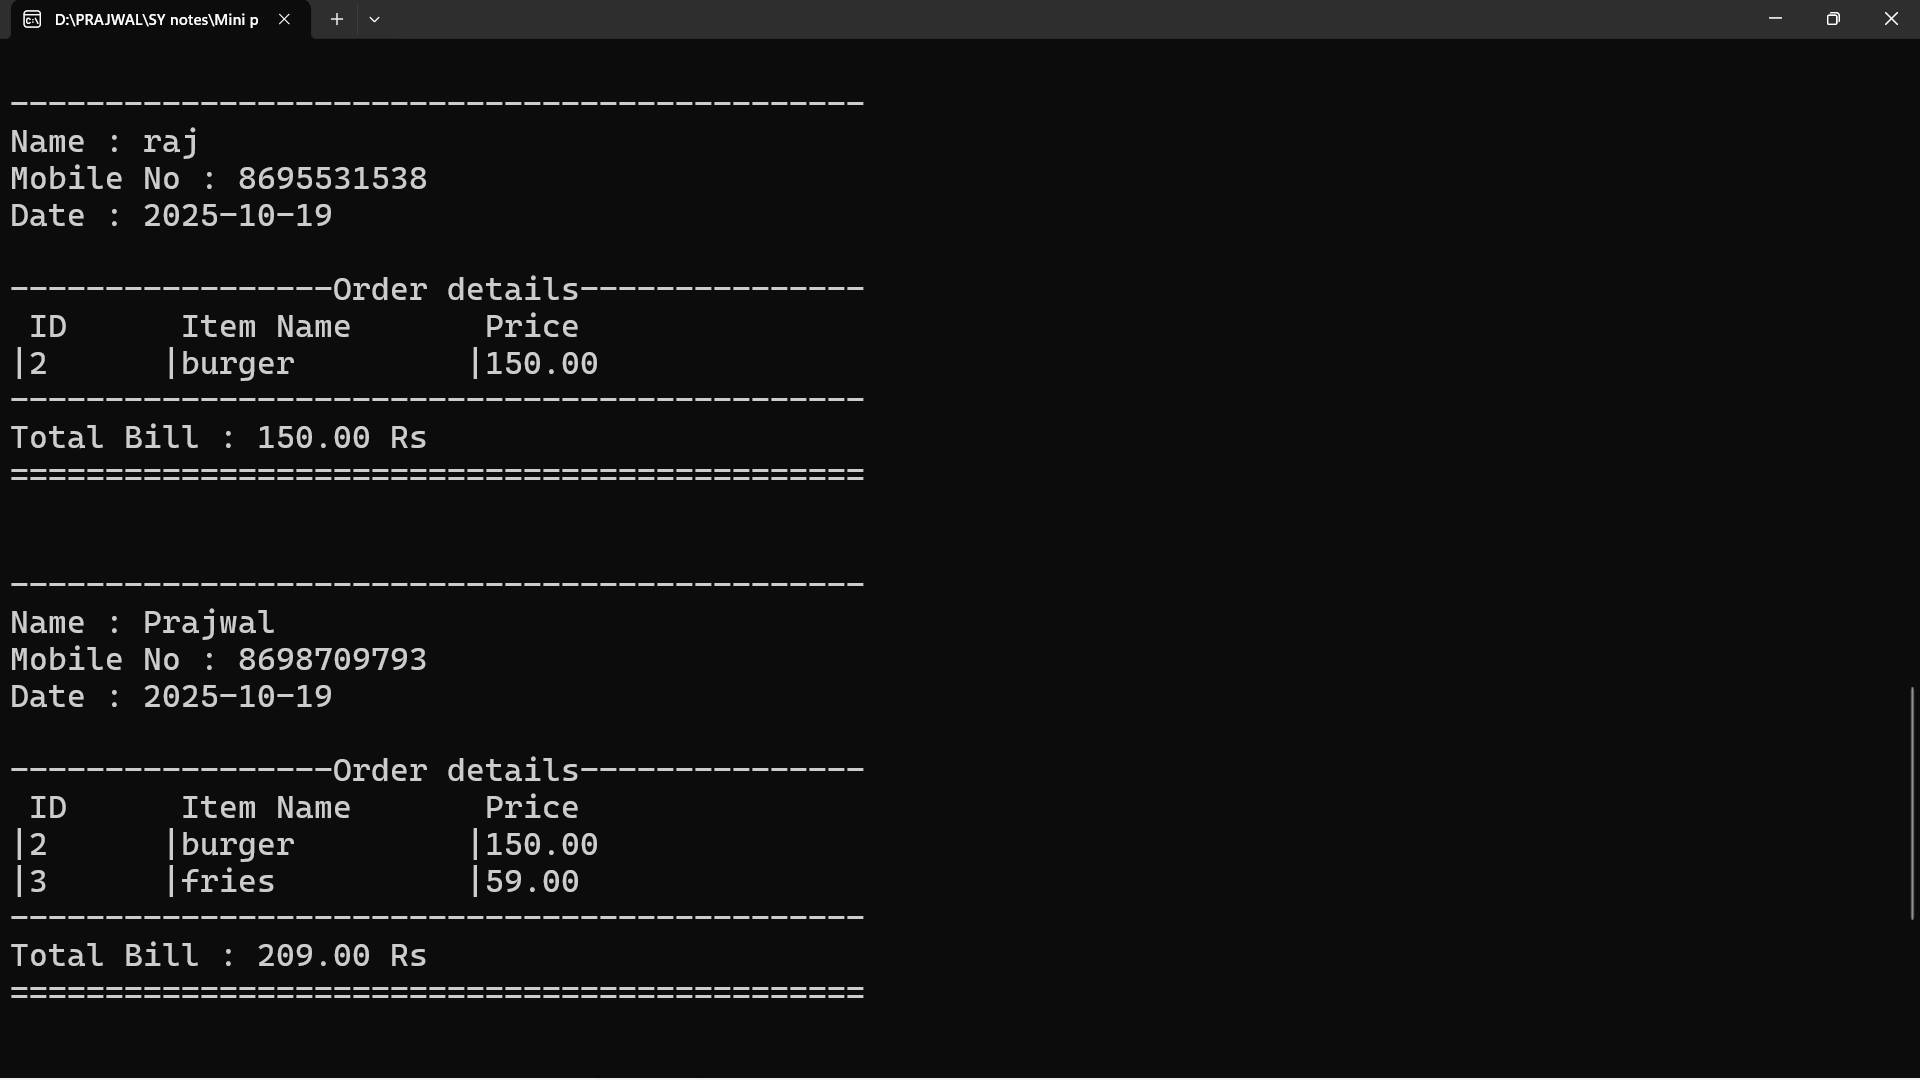 D:\PRAJWAL\SY notes\Mini p
---------------------------------------------
Name : raj
Mobile No : 8695531538
Date : 2025-10-19
-----------------Order details---------------
ID Item Name Price
|2 |burger |150.00
---------------------------------------------
Total Bill : 150.00 Rs
=============================================
---------------------------------------------
Name : Prajwal
Mobile No : 8698709793
Date : 2025-10-19
-----------------Order details---------------
ID Item Name Price
|2 |burger |150.00
|3 |fries |59.00
---------------------------------------------
Total Bill : 209.00 Rs
=============================================